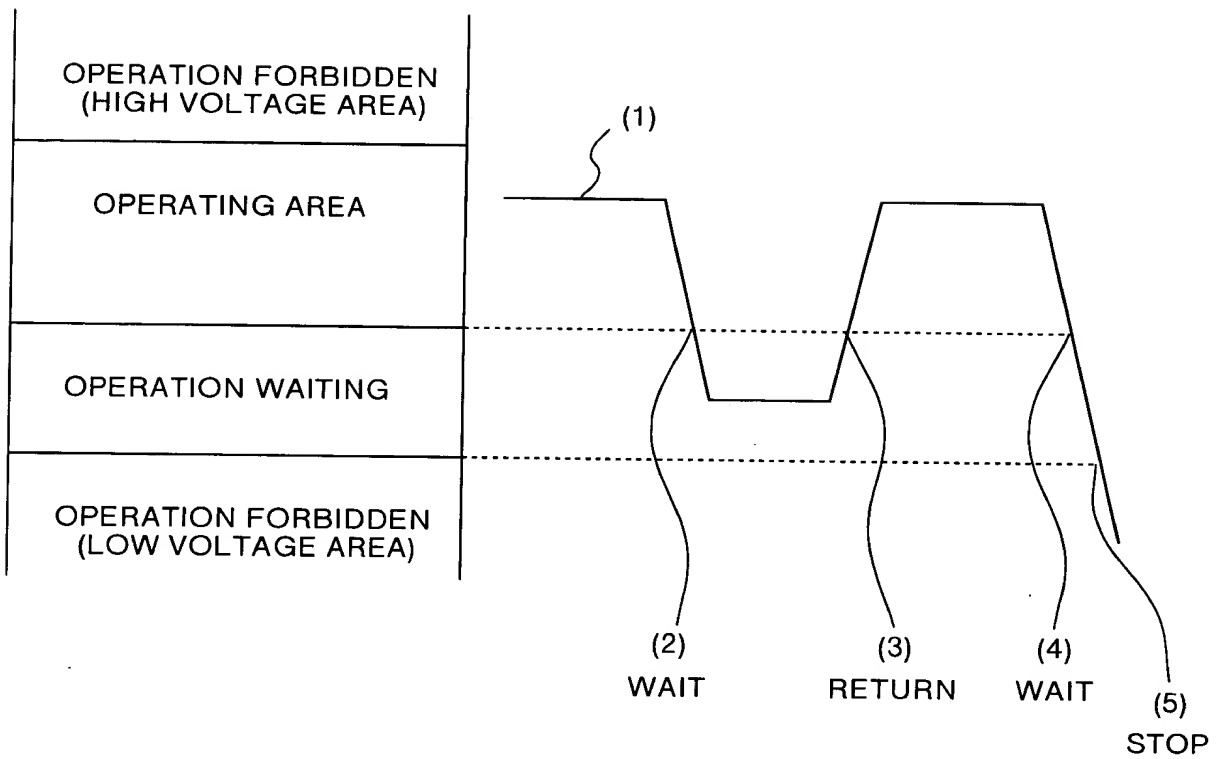 OPERATION FORBIDDEN
(HIGH VOLTAGE AREA)
(1)
OPERATING AREA
OPERATION WAITING
OPERATION FORBIDDEN
(LOW VOLTAGE AREA)
(2)
WAIT
(3)
RETURN
(4)
WAIT
(5)
STOP